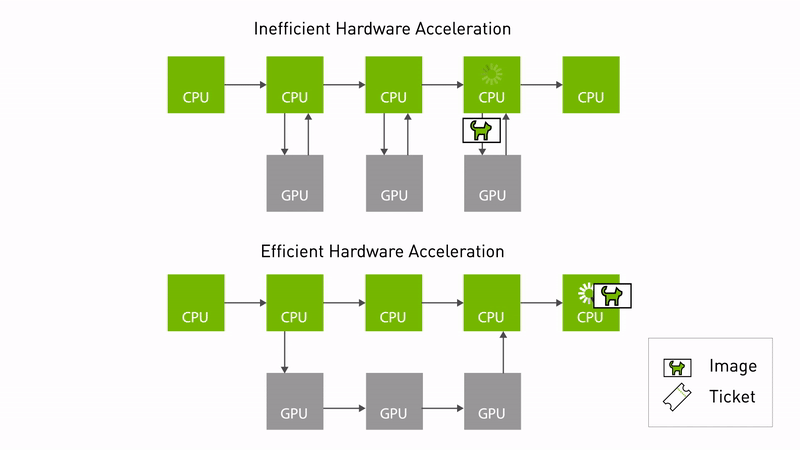 Inefficient Hardware Acceleration
CPU CPU CPU CPU CPU
GPU GPU GPU
Efficient Hardware Acceleration
CPU CPU CPU CPU CPU
GPU GPU GPU
Image
Ticket